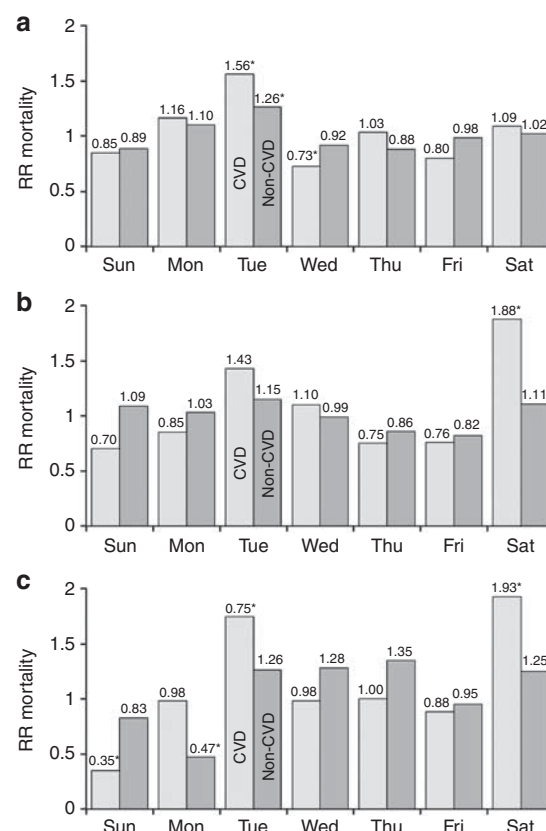 a
2
1.5
1
0.5
0
RR mortality
0.85 0.89 1.16 1.10 1.56* 1.26* 0.73* 0.92 1.03 0.88 0.80 0.98 1.09 1.02
CVD
Non-CVD
Sun Mon Tue Wed Thu Fri Sat
b
2
1.5
1
0.5
0
RR mortality
0.70 1.09 0.85 1.03 1.43 1.15 1.10 0.99 0.75 0.86 0.76 0.82 1.88* 1.11
CVD
Non-CVD
Sun Mon Tue Wed Thu Fri Sat
c
2
1.5
1
0.5
0
RR mortality
0.35* 0.83 0.98 0.47* 0.75* 1.26 0.98 1.28 1.00 1.35 0.88 0.95 1.93* 1.25
CVD
Non-CVD
Sun Mon Tue Wed Thu Fri Sat